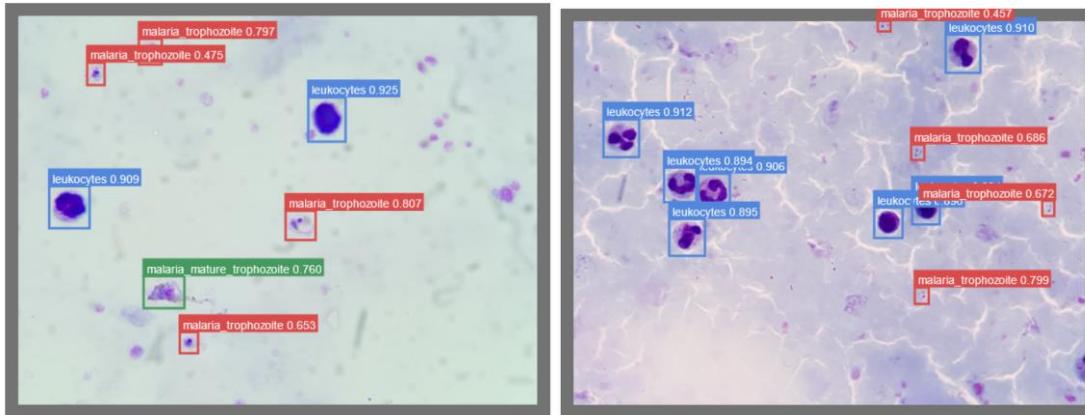 malaria_trophozoite 0.797
malaria_trophozoite 0.475
leukocytes 0.925
leukocytes 0.909
malaria_trophozoite 0.807
malaria_mature_trophozoite 0.760
malaria_trophozoite 0.653
malaria_trophozoite 0.457
leukocytes 0.910
leukocytes 0.912
malaria_trophozoite 0.686
leukocytes 0.894
0.906
malaria_trophozoite 0.672
leukocytes 0.895
malaria_trophozoite 0.799